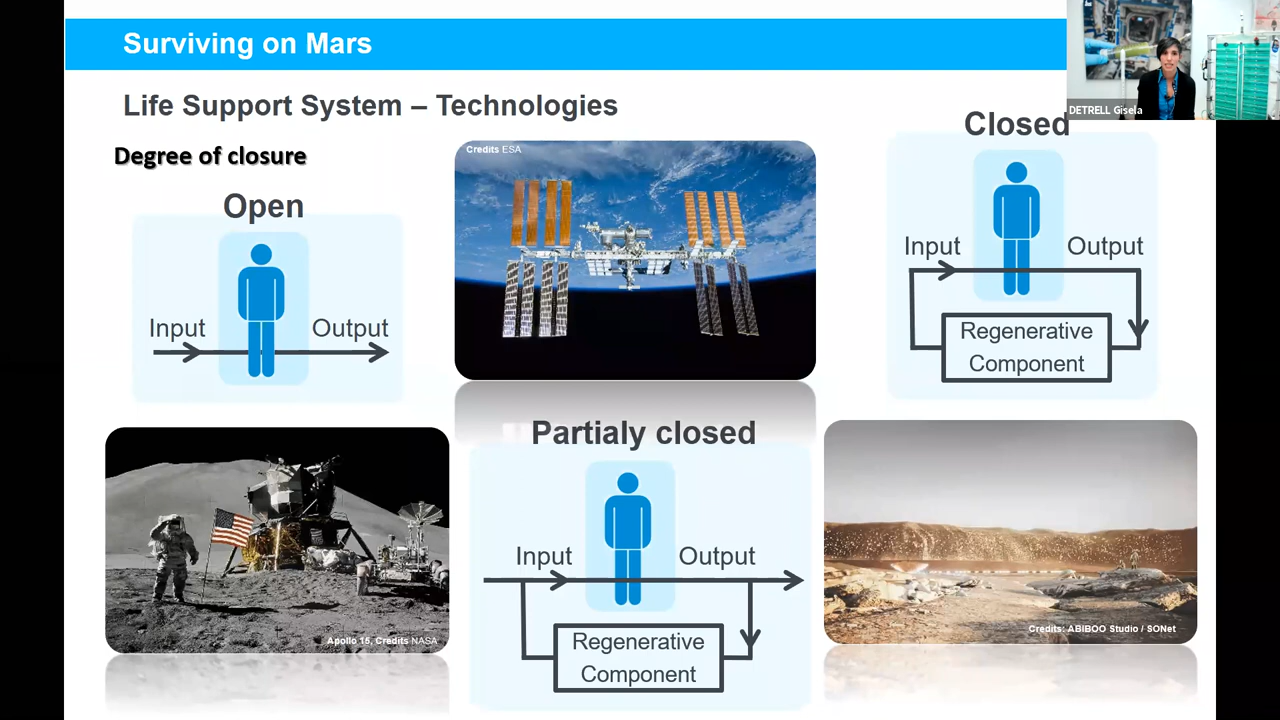 Surviving on Mars
DETRELL Gisela
Life Support System – Technologies
Degree of closure
Open
Input
Output
Credits ESA
Closed
Input
Output
Regenerative
Component
Apollo 15, Credits NASA
Partialy closed
Input
Output
Regenerative
Component
Credits: ABIBOO Studio / SONet